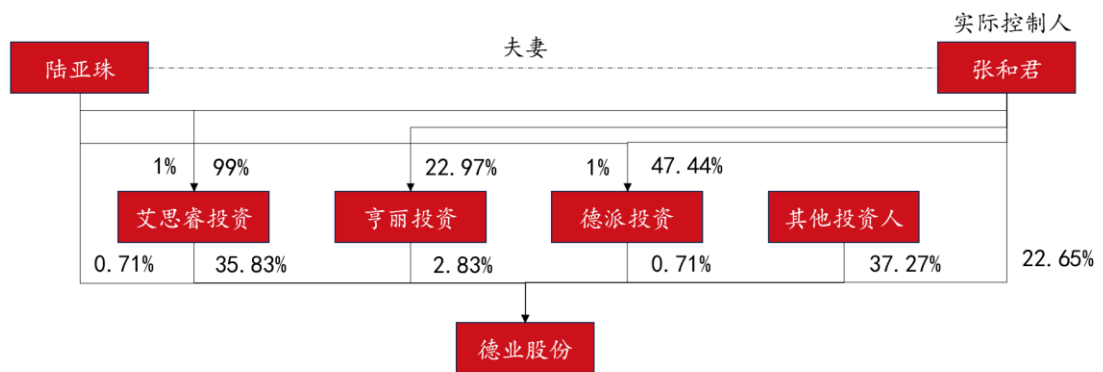 实际控制人
陆亚珠
夫妻
张和君
1%
99%
22.97%
1%
47.44%
艾思睿投资
亨丽投资
德派投资
其他投资人
0.71%
35.83%
2.83%
0.71%
37.27%
22.65%
德业股份